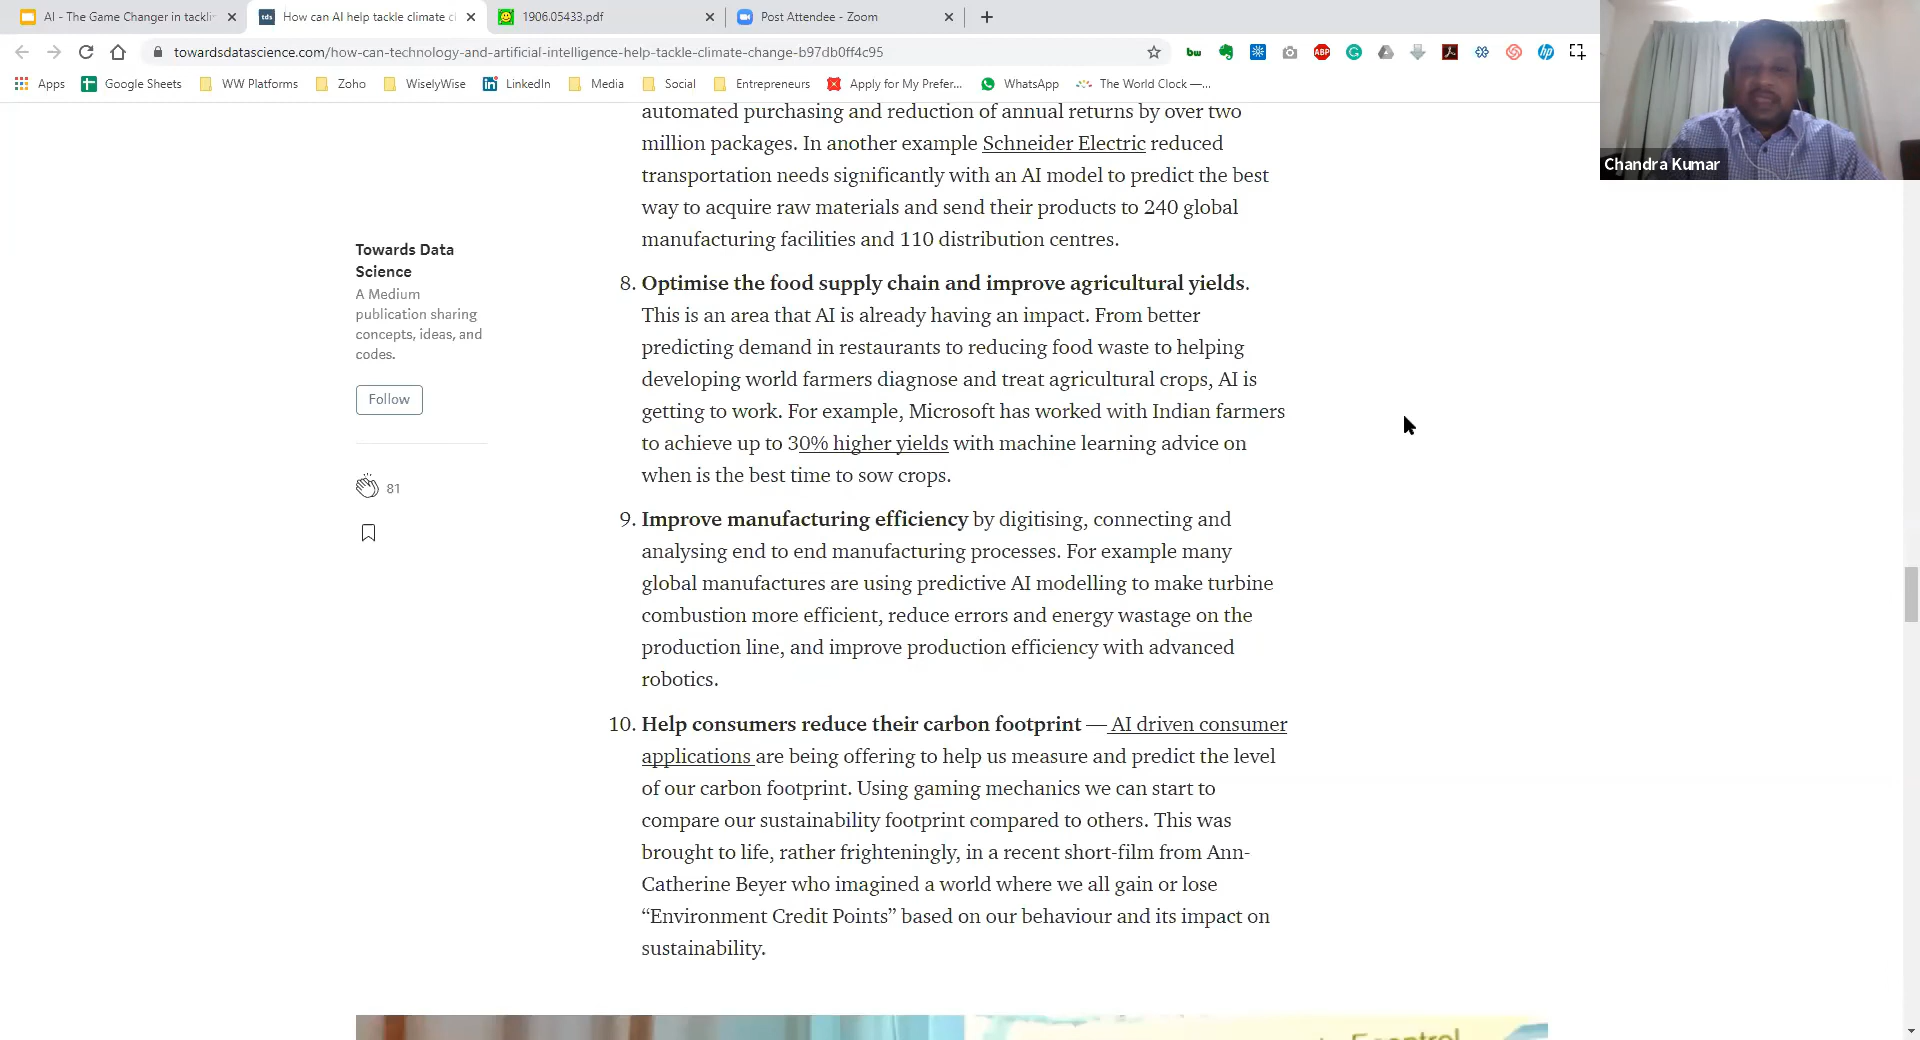 AI - The Game Changer in tackli
How can AI help tackle climate c
1906.05433.pdf
Post Attendee - Zoom
towardsdatascience.com/how-can-technology-and-artificial-intelligence-help-tackle-climate-change-b97db0ff4c95
Apps
Google Sheets
WW Platforms
Zoho
WiselyWise
LinkedIn
Media
Social
Entrepreneurs
Apply for My Prefer...
WhatsApp
The World Clock —...
Chandra Kumar
Towards Data
Science
A Medium
publication sharing
concepts, ideas, and
codes.
Follow
81
automated purchasing and reduction of annual returns by over two
million packages. In another example Schneider Electric reduced
transportation needs significantly with an AI model to predict the best
way to acquire raw materials and send their products to 240 global
manufacturing facilities and 110 distribution centres.
8. Optimise the food supply chain and improve agricultural yields.
This is an area that AI is already having an impact. From better
predicting demand in restaurants to reducing food waste to helping
developing world farmers diagnose and treat agricultural crops, AI is
getting to work. For example, Microsoft has worked with Indian farmers
to achieve up to 30% higher yields with machine learning advice on
when is the best time to sow crops.
9. Improve manufacturing efficiency by digitising, connecting and
analysing end to end manufacturing processes. For example many
global manufactures are using predictive AI modelling to make turbine
combustion more efficient, reduce errors and energy wastage on the
production line, and improve production efficiency with advanced
robotics.
10. Help consumers reduce their carbon footprint — AI driven consumer
applications are being offering to help us measure and predict the level
of our carbon footprint. Using gaming mechanics we can start to
compare our sustainability footprint compared to others. This was
brought to life, rather frighteningly, in a recent short-film from Ann-
Catherine Beyer who imagined a world where we all gain or lose
“Environment Credit Points” based on our behaviour and its impact on
sustainability.